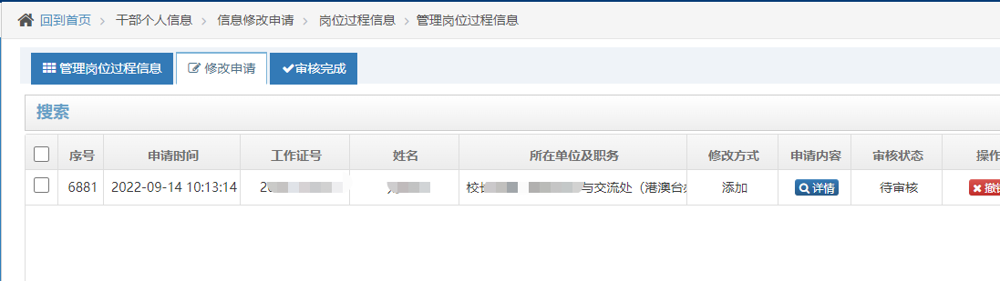 回到首页 > 干部个人信息 > 信息修改申请 > 岗位过程信息 > 管理岗位过程信息
管理岗位过程信息 修改申请 审核完成
搜索
序号 申请时间 工作证号 姓名 所在单位及职务 修改方式 申请内容 审核状态 操作
6881 2022-09-14 10:13:14 20 校长 与交流处（港澳台 添加 详情 待审核 撤销